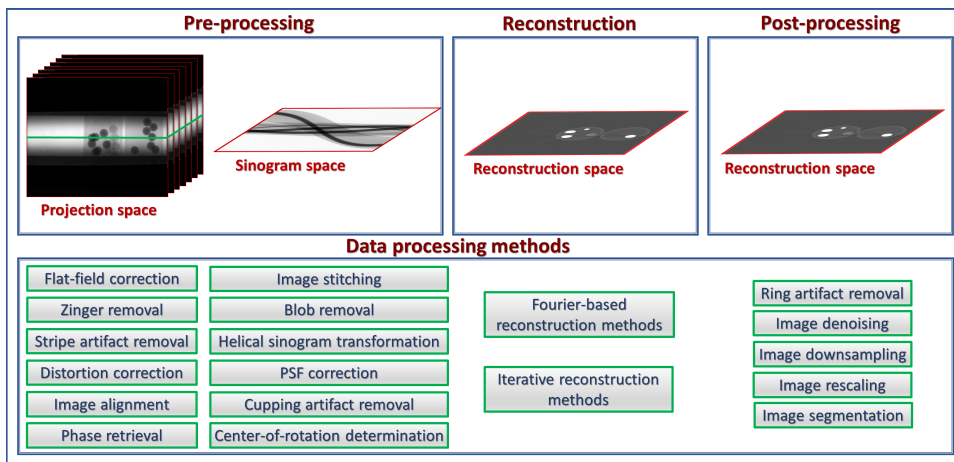 Pre-processing
Reconstruction
Post-processing
Projection space
Sinogram space
Reconstruction space
Reconstruction space
Data processing methods
Flat-field correction
Zinger removal
Stripe artifact removal
Distortion correction
Image alignment
Phase retrieval
Image stitching
Blob removal
Helical sinogram transformation
PSF correction
Cupping artifact removal
Center-of-rotation determination
Fourier-based
reconstruction methods
Iterative reconstruction
methods
Ring artifact removal
Image denoising
Image downsampling
Image rescaling
Image segmentation